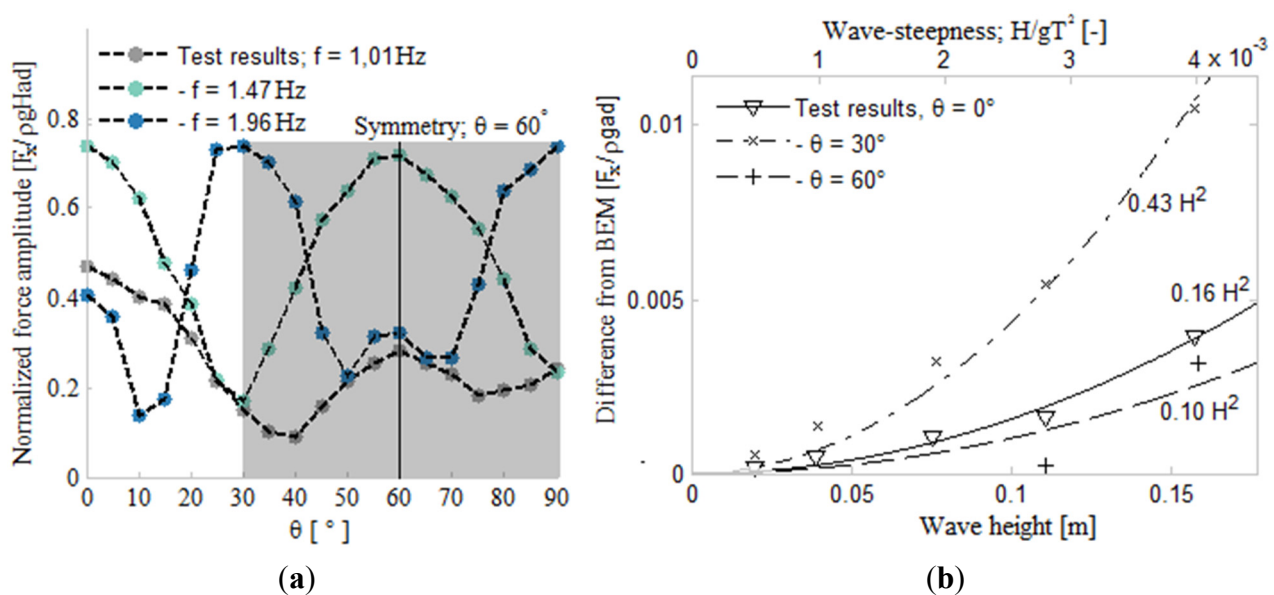 Test results; f = 1,01Hz
- f = 1.47 Hz
- f = 1.96 Hz
Symmetry; θ = 60°
Normalized force amplitude [Fx/ρgHad]
0.8
0.6
0.4
0.2
0
0 10 20 30 40 50 60 70 80 90
θ [ ° ]
(a)
Wave-steepness; H/gT² [-]
0 1 2 3 4 x 10⁻³
Test results, θ = 0°
- θ = 30°
- θ = 60°
Difference from BEM [Fx/ρgad]
0.01
0.005
0
0.43 H²
0.16 H²
0.10 H²
0 0.05 0.1 0.15
Wave height [m]
(b)